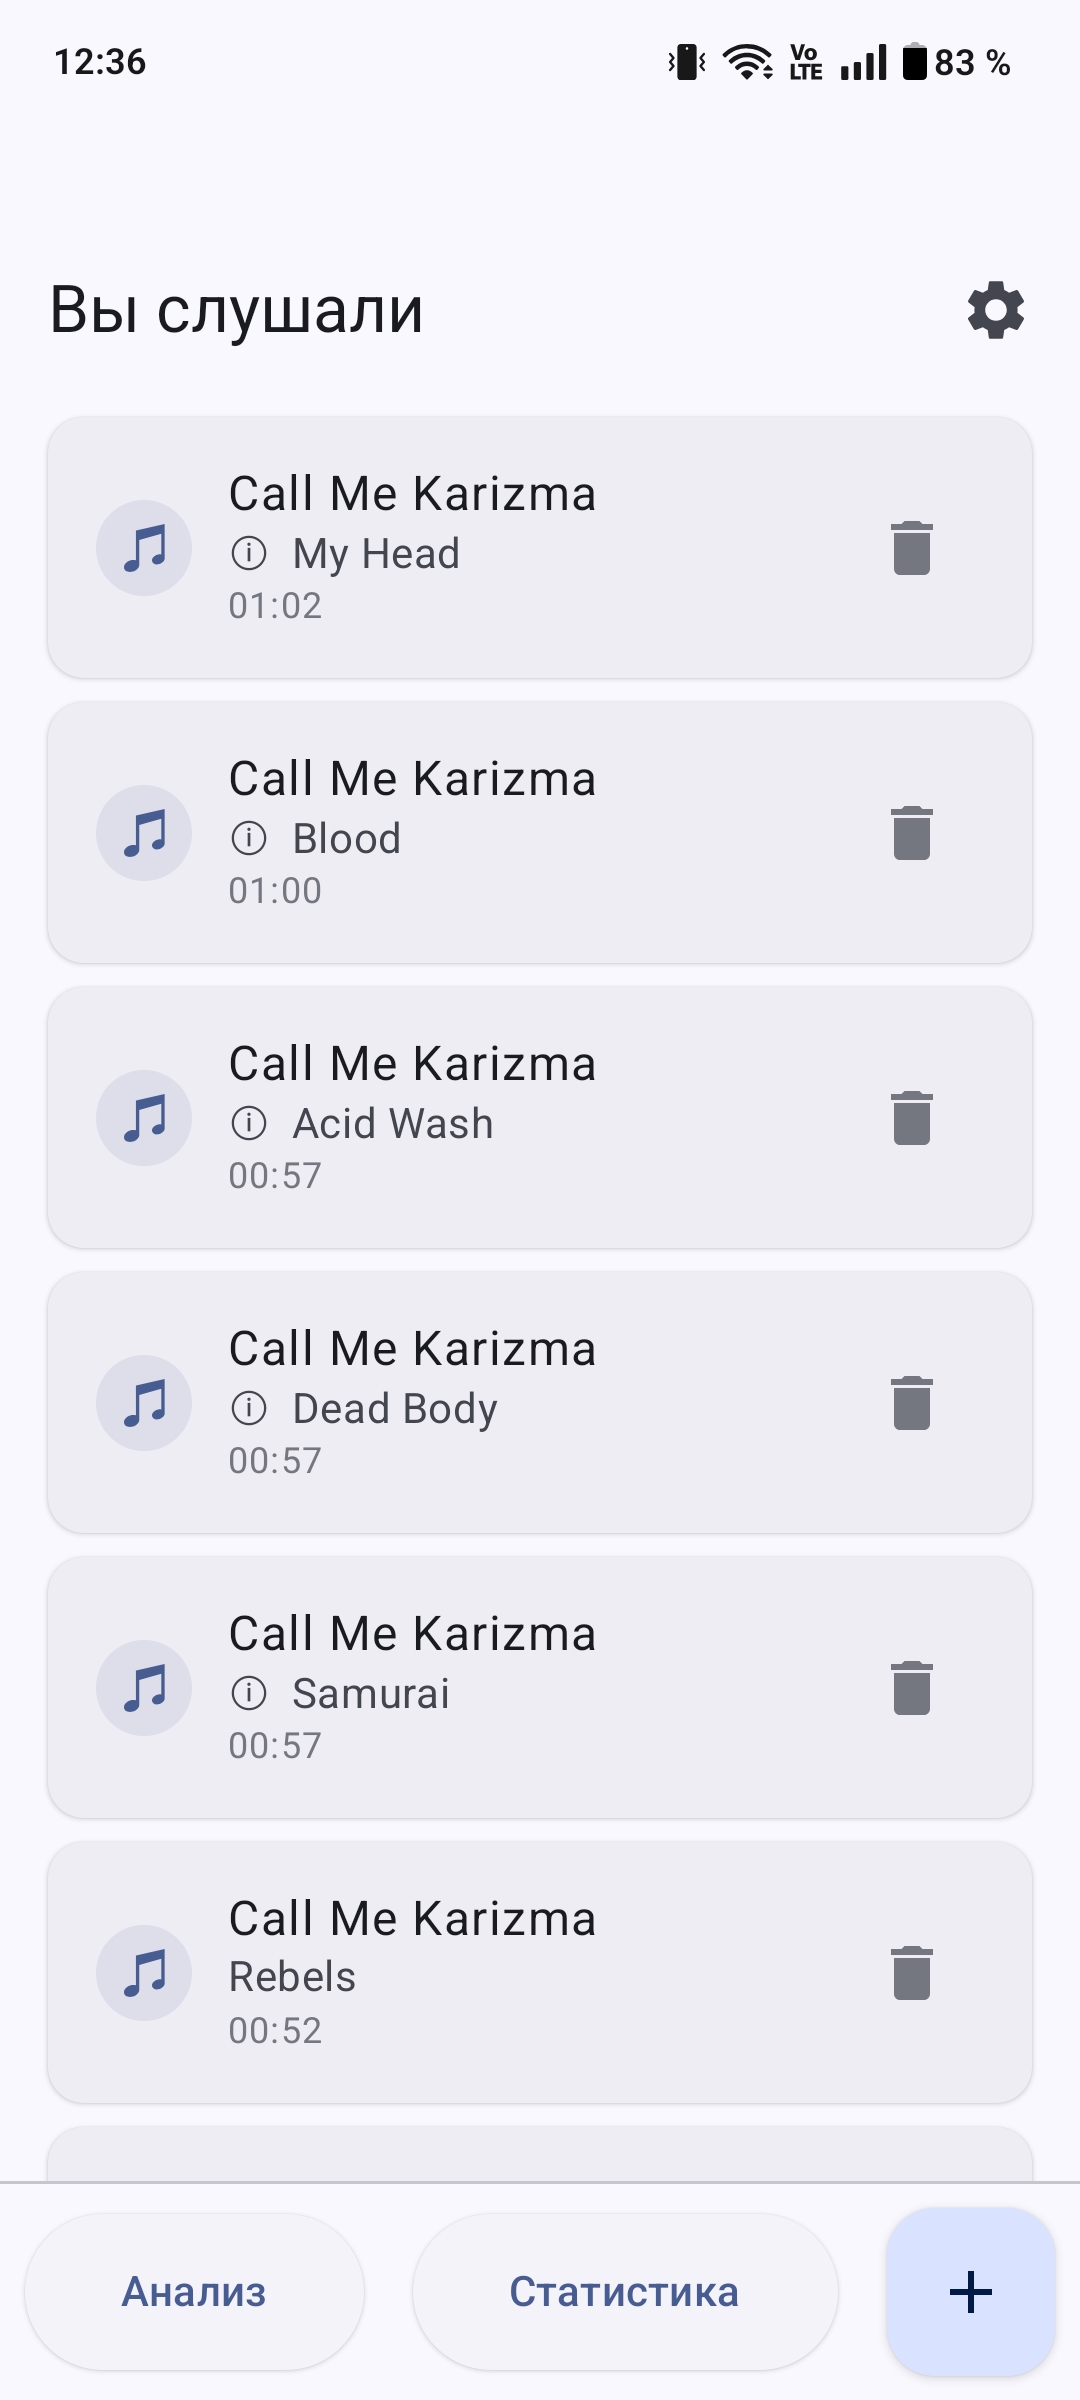 12:36
Vo LTE 83 %
Вы слушали
Call Me Karizma
My Head
01:02
Call Me Karizma
Blood
01:00
Call Me Karizma
Acid Wash
00:57
Call Me Karizma
Dead Body
00:57
Call Me Karizma
Samurai
00:57
Call Me Karizma
Rebels
00:52
Анализ
Статистика